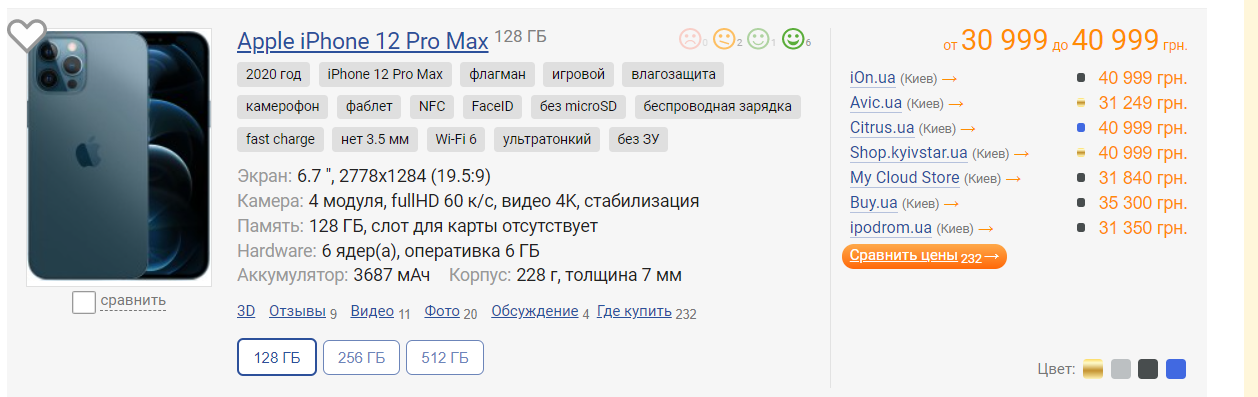 Apple iPhone 12 Pro Max 128 ГБ
0 2 1 6
2020 год iPhone 12 Pro Max флагман игровой влагозащита
камерофон фаблет NFC FaceID без microSD беспроводная зарядка
fast charge нет 3.5 мм Wi-Fi 6 ультратонкий без ЗУ
Экран: 6.7 ", 2778x1284 (19.5:9)
Камера: 4 модуля, fullHD 60 к/с, видео 4K, стабилизация
Память: 128 ГБ, слот для карты отсутствует
Hardware: 6 ядер(а), оперативка 6 ГБ
Аккумулятор: 3687 мАч Корпус: 228 г, толщина 7 мм
сравнить
3D Отзывы 9 Видео 11 Фото 20 Обсуждение 4 Где купить 232
128 ГБ 256 ГБ 512 ГБ
от 30 999 до 40 999 грн.
iOn.ua (Киев) → 40 999 грн.
Avic.ua (Киев) → 31 249 грн.
Citrus.ua (Киев) → 40 999 грн.
Shop.kyivstar.ua (Киев) → 40 999 грн.
My Cloud Store (Киев) → 31 840 грн.
Buy.ua (Киев) → 35 300 грн.
ipodrom.ua (Киев) → 31 350 грн.
Сравнить цены 232 →
Цвет: